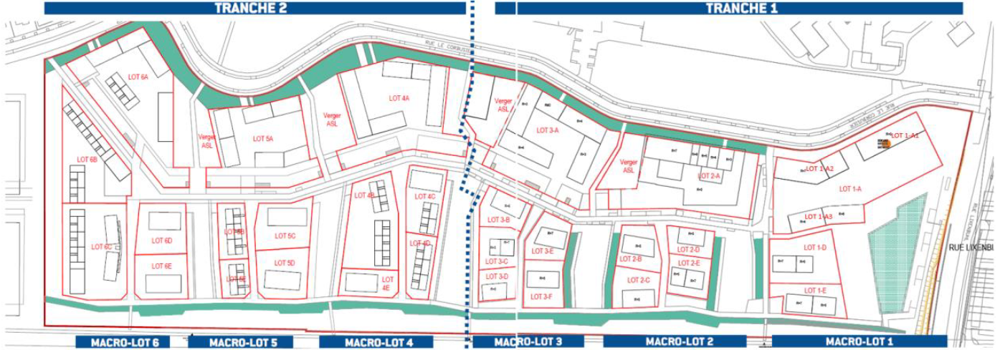 TRANCHE 2
TRANCHE 1
RUE LE CORBUSIER
LOT 6A
LOT 4A
Verger
ASL
LOT 5A
Verger
ASL
Verger
ASL
LOT 3-A
LOT 6B
Verger
ASL
LOT 2-A
RUE LE CORBUSIER
LOT 1-A1
LOT 1-A2
LOT 1-A
LOT 1-A3
LOT 4B
LOT 4C
LOT 3-B
LOT 6C
LOT 6D
LOT 5B
LOT 5C
LOT 4D
LOT 3-E
LOT 3-C
LOT 2-B
LOT 2-D
LOT 2-E
LOT 1-D
LOT 6E
LOT 5D
LOT
4E
LOT 3-D
LOT 3-F
LOT 2-C
LOT 1-E
MACRO-LOT 6
MACRO-LOT 5
MACRO-LOT 4
MACRO-LOT 3
MACRO-LOT 2
MACRO-LOT 1